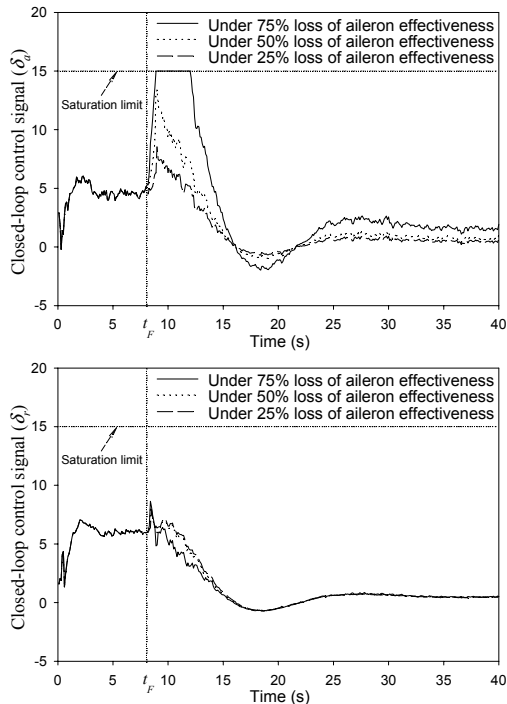 Under 75% loss of aileron effectiveness
Under 50% loss of aileron effectiveness
Under 25% loss of aileron effectiveness
Saturation limit
Closed-loop control signal (δa)
20
15
10
5
0
-5
0 5 tF 10 15 20 25 30 35 40
Time (s)
Under 75% loss of aileron effectiveness
Under 50% loss of aileron effectiveness
Under 25% loss of aileron effectiveness
Saturation limit
Closed-loop control signal (δr)
20
15
10
5
0
-5
0 5 tF 10 15 20 25 30 35 40
Time (s)